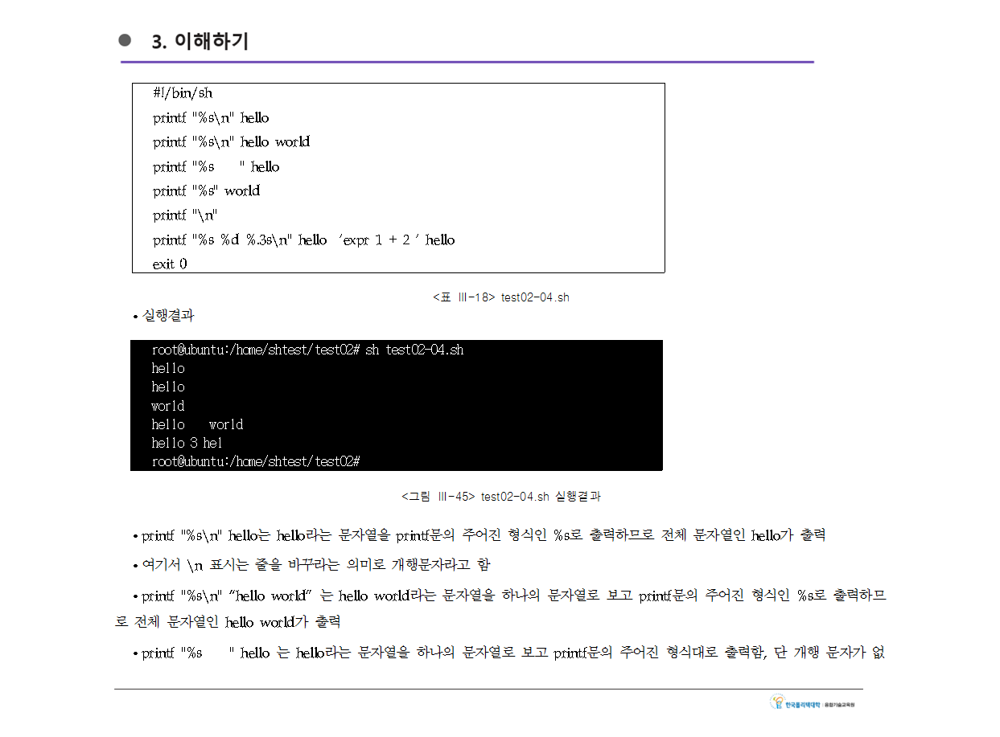 ● 3. 이해하기
#!/bin/sh
printf "%s\n" hello
printf "%s\n" hello world
printf "%s    " hello
printf "%s" world
printf "\n"
printf "%s %d %.3s\n" hello  ′expr 1 + 2 ′ hello
exit 0
<표 Ⅲ-18> test02-04.sh
• 실행결과
root@ubuntu:/home/shtest/test02# sh test02-04.sh
hello
hello
world
hello    world
hello 3 hel
root@ubuntu:/home/shtest/test02#
<그림 Ⅲ-45> test02-04.sh 실행결과
• printf "%s\n" hello는 hello라는 문자열을 printf문의 주어진 형식인 %s로 출력하므로 전체 문자열인 hello가 출력
• 여기서 \n 표시는 줄을 바꾸라는 의미로 개행문자라고 함
• printf "%s\n" “hello world” 는 hello world라는 문자열을 하나의 문자열로 보고 printf문의 주어진 형식인 %s로 출력하므
로 전체 문자열인 hello world가 출력
• printf "%s    " hello 는 hello라는 문자열을 하나의 문자열로 보고 printf문의 주어진 형식대로 출력함, 단 개행 문자가 없
한국폴리텍대학 | 융합기술교육원